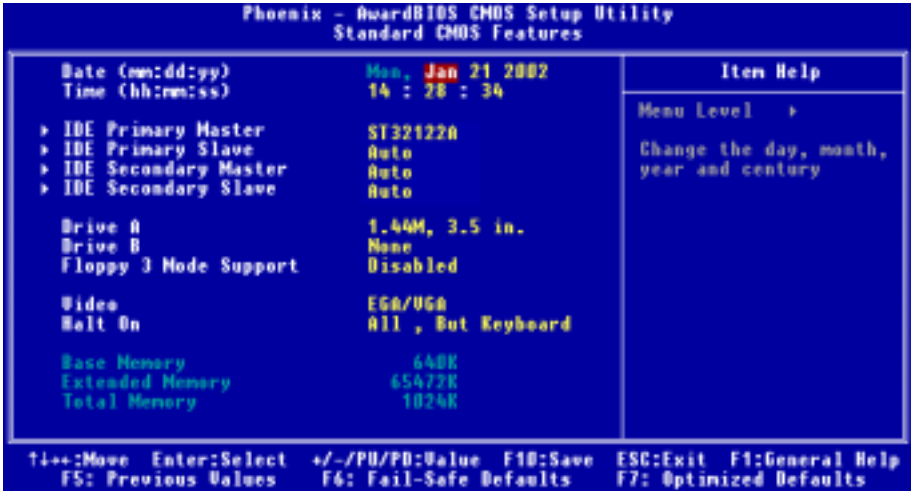 Phoenix - AwardBIOS CMOS Setup Utility
Standard CMOS Features
Date (mm:dd:yy) Mon, Jan 21 2002
Time (hh:mm:ss) 14 : 28 : 34
IDE Primary Master ST32122A
IDE Primary Slave Auto
IDE Secondary Master Auto
IDE Secondary Slave Auto
Drive A 1.44M, 3.5 in.
Drive B None
Floppy 3 Mode Support Disabled
Video EGA/VGA
Halt On All , But Keyboard
Base Memory 640K
Extended Memory 65472K
Total Memory 1024K
Item Help
Menu Level ▸
Change the day, month,
year and century
↑↓→←:Move Enter:Select +/-/PU/PD:Value F10:Save ESC:Exit F1:General Help
F5: Previous Values F6: Fail-Safe Defaults F7: Optimized Defaults